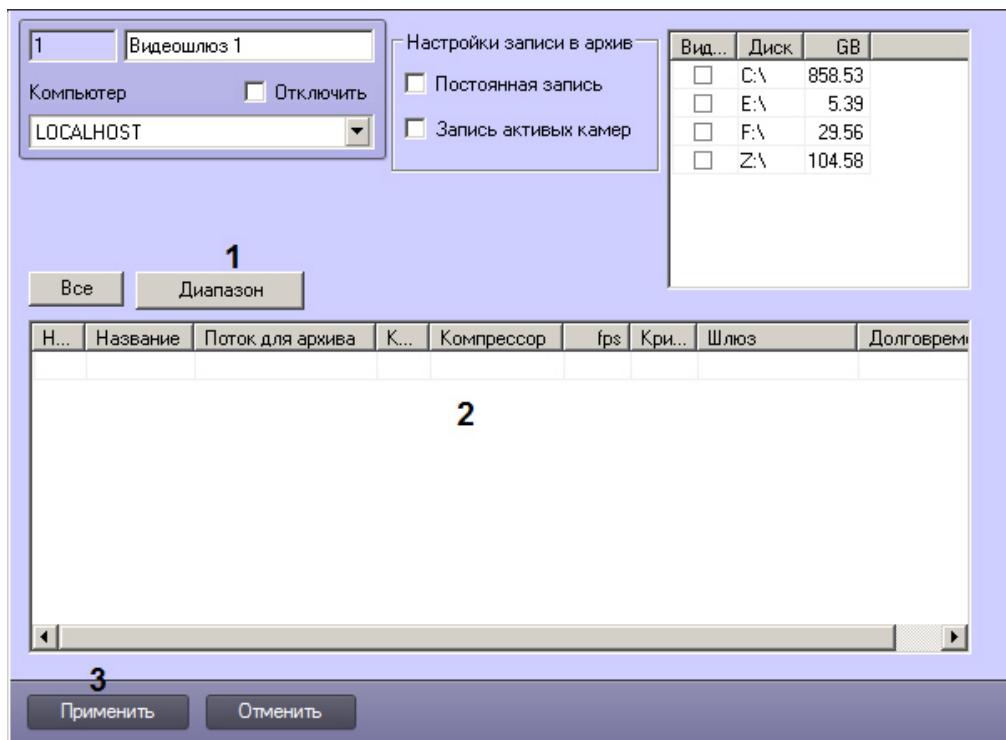 1 Видеошлюз 1
Компьютер Отключить
LOCALHOST
Настройки записи в архив
Постоянная запись
Запись активных камер
Вид... Диск GB
C:\ 858.53
E:\ 5.39
F:\ 29.56
Z:\ 104.58
1
Все Диапазон
Н... Название Поток для архива К... Компрессор fps Кри... Шлюз Долговреме
2
3
Применить Отменить